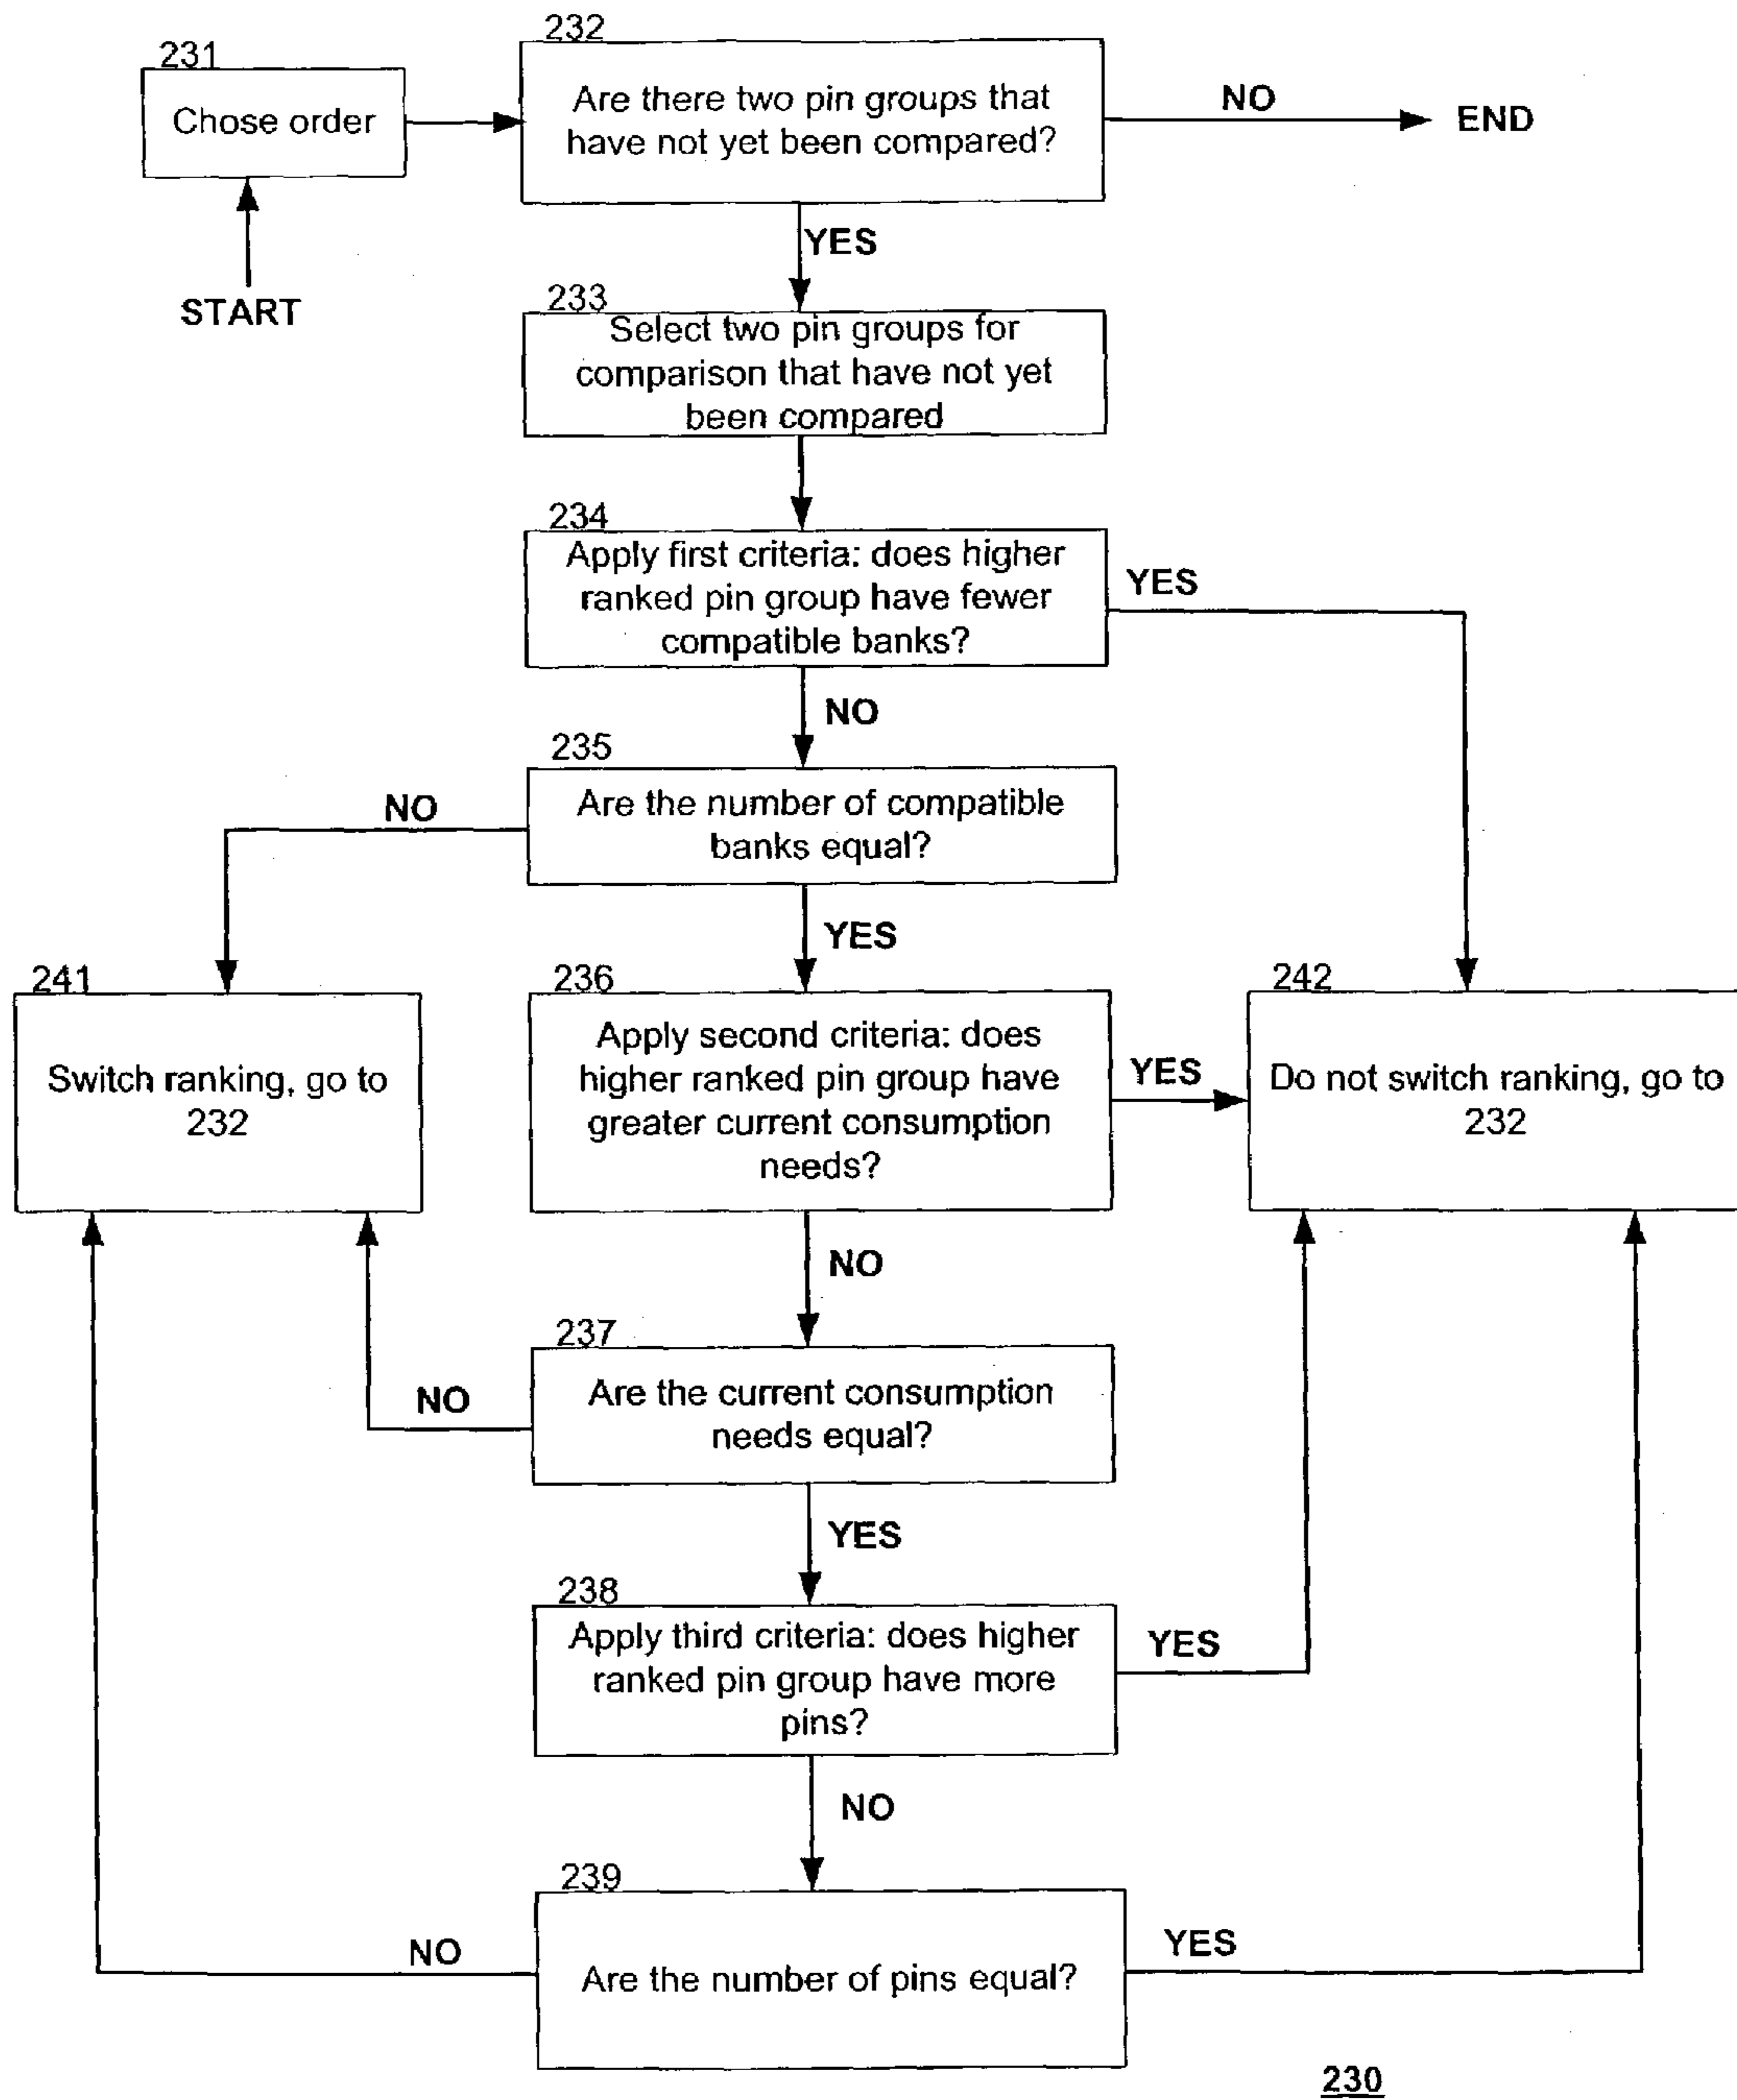 231
Chose order
START
232
Are there two pin groups that
have not yet been compared?
NO
END
YES
233
Select two pin groups for
comparison that have not yet
been compared
234
Apply first criteria: does higher
ranked pin group have fewer
compatible banks?
YES
NO
235
Are the number of compatible
banks equal?
NO
YES
241
Switch ranking, go to
232
236
Apply second criteria: does
higher ranked pin group have
greater current consumption
needs?
YES
242
Do not switch ranking, go to
232
NO
237
Are the current consumption
needs equal?
NO
YES
238
Apply third criteria: does higher
ranked pin group have more
pins?
YES
NO
239
Are the number of pins equal?
NO
YES
230